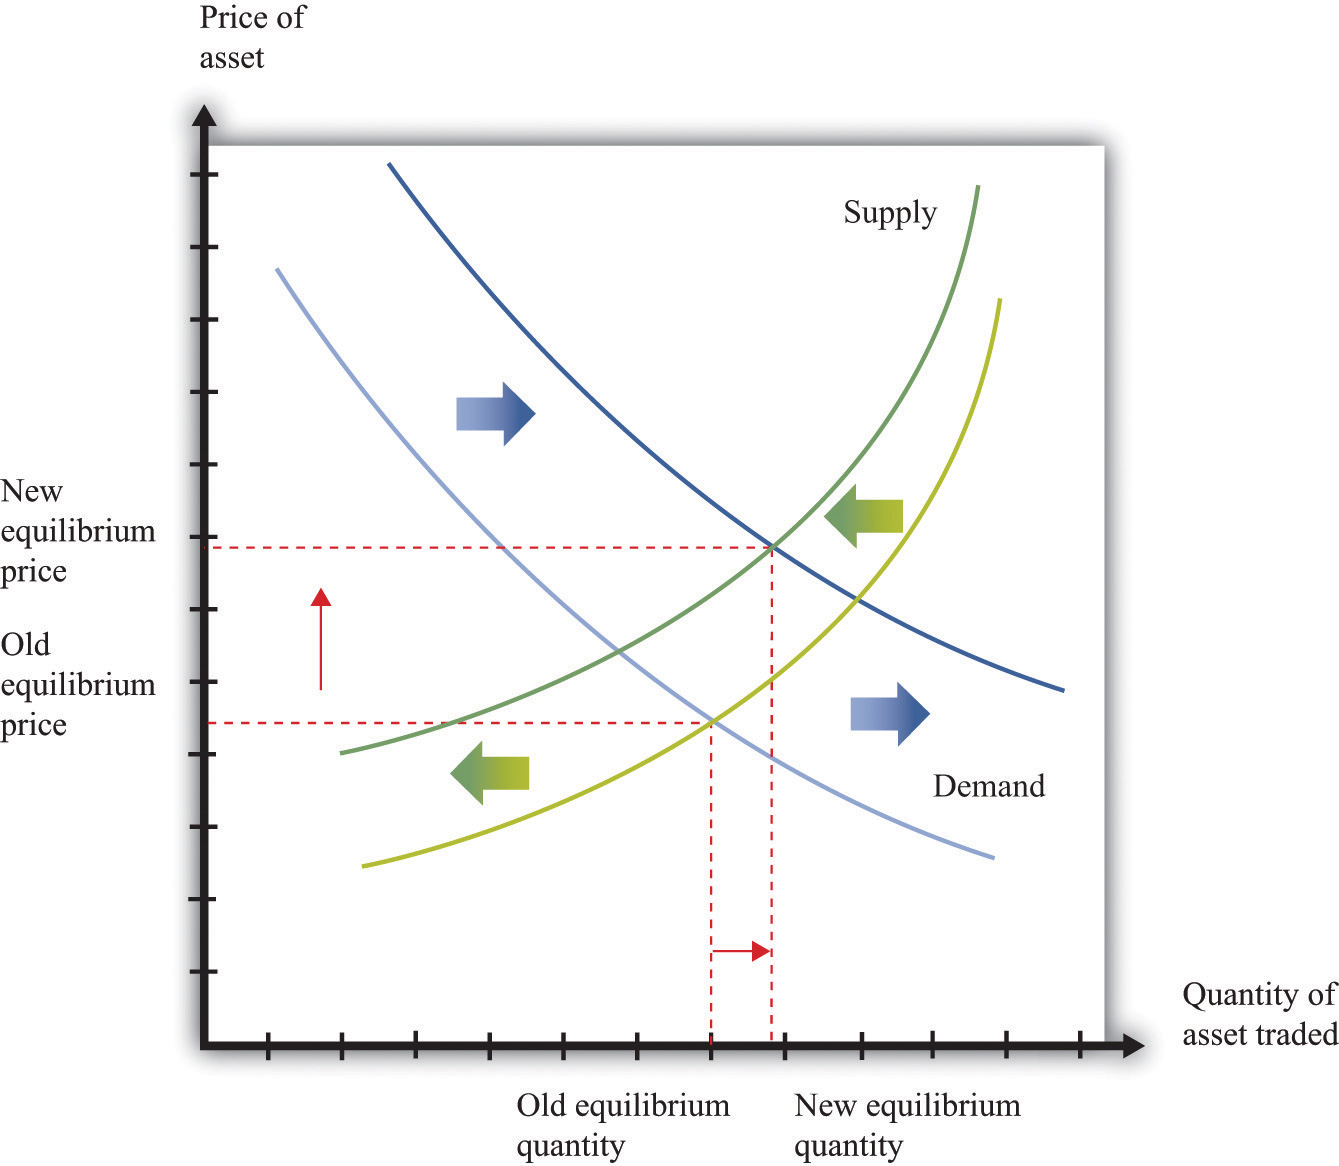 Price of
asset
Supply
New
equilibrium
price
Old
equilibrium
price
Demand
Quantity of
asset traded
Old equilibrium
quantity
New equilibrium
quantity